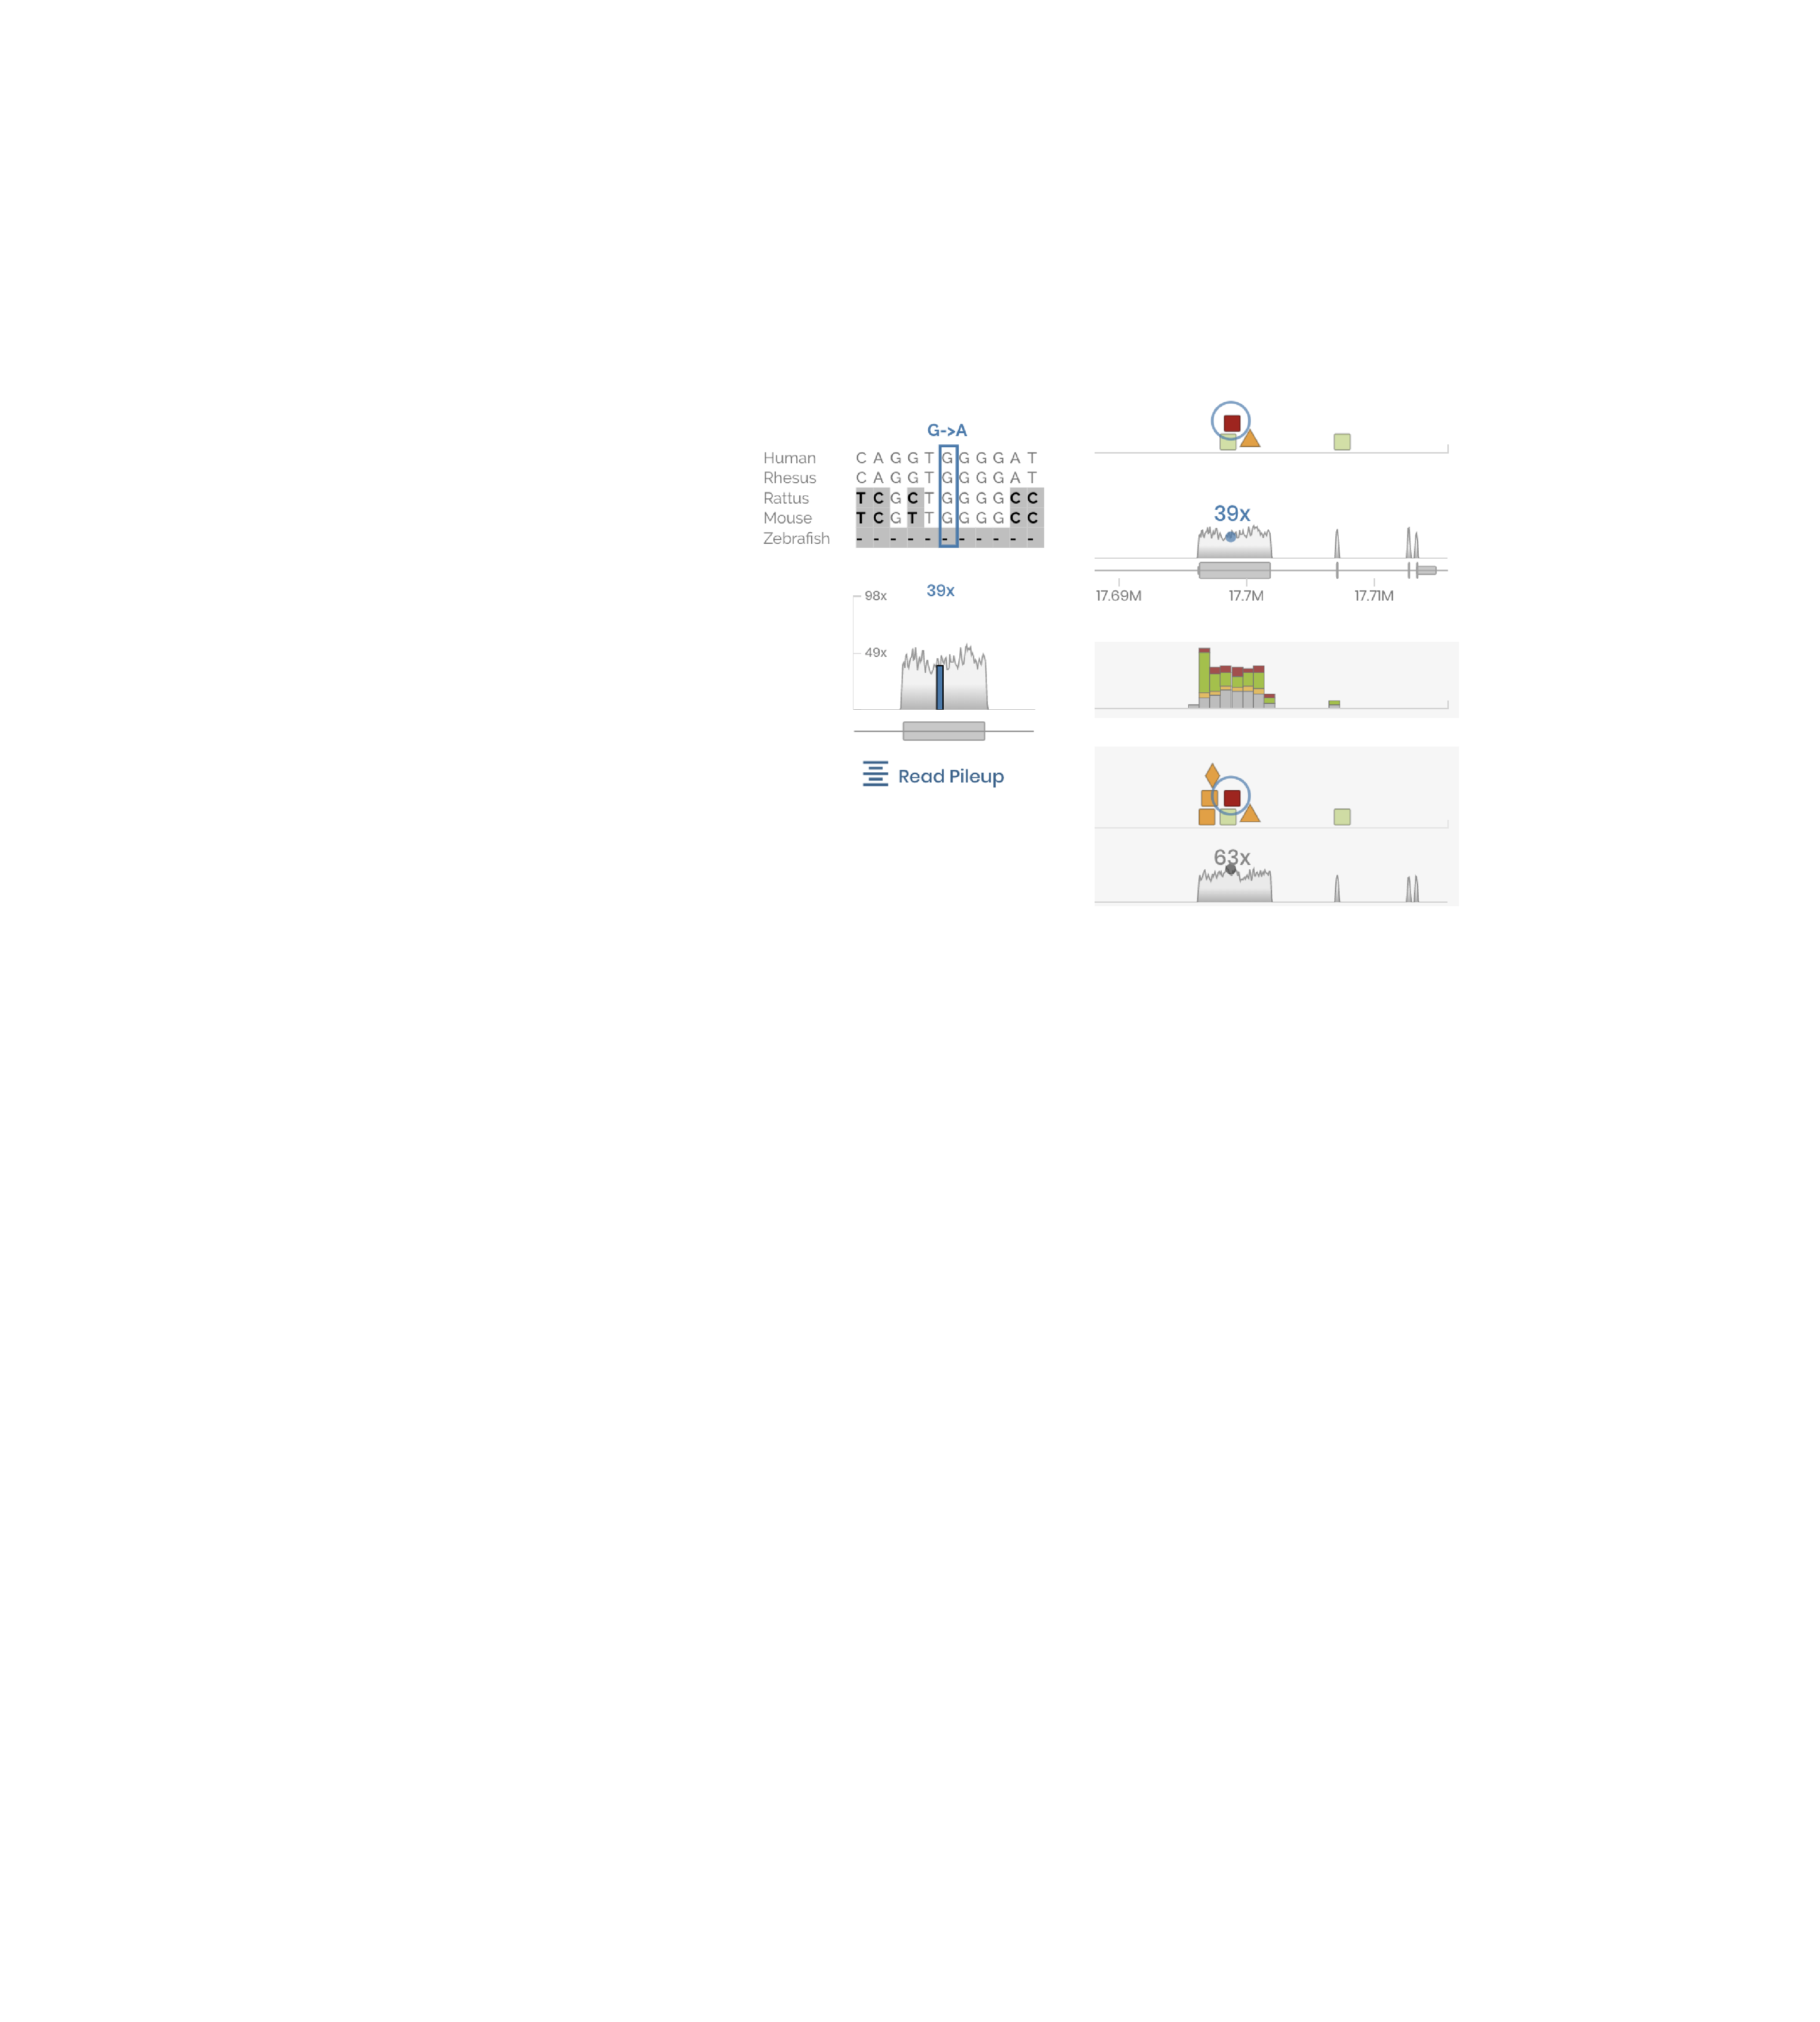 G->A
Human C A G G T G G G G A T
Rhesus C A G G T G G G G A T
Rattus T C G C T G G G G C C
Mouse T C G T T G G G G C C
Zebrafish - - - - - - - - - - -
98x
39x
49x
Read Pileup
39x
17.69M 17.7M 17.71M
63x